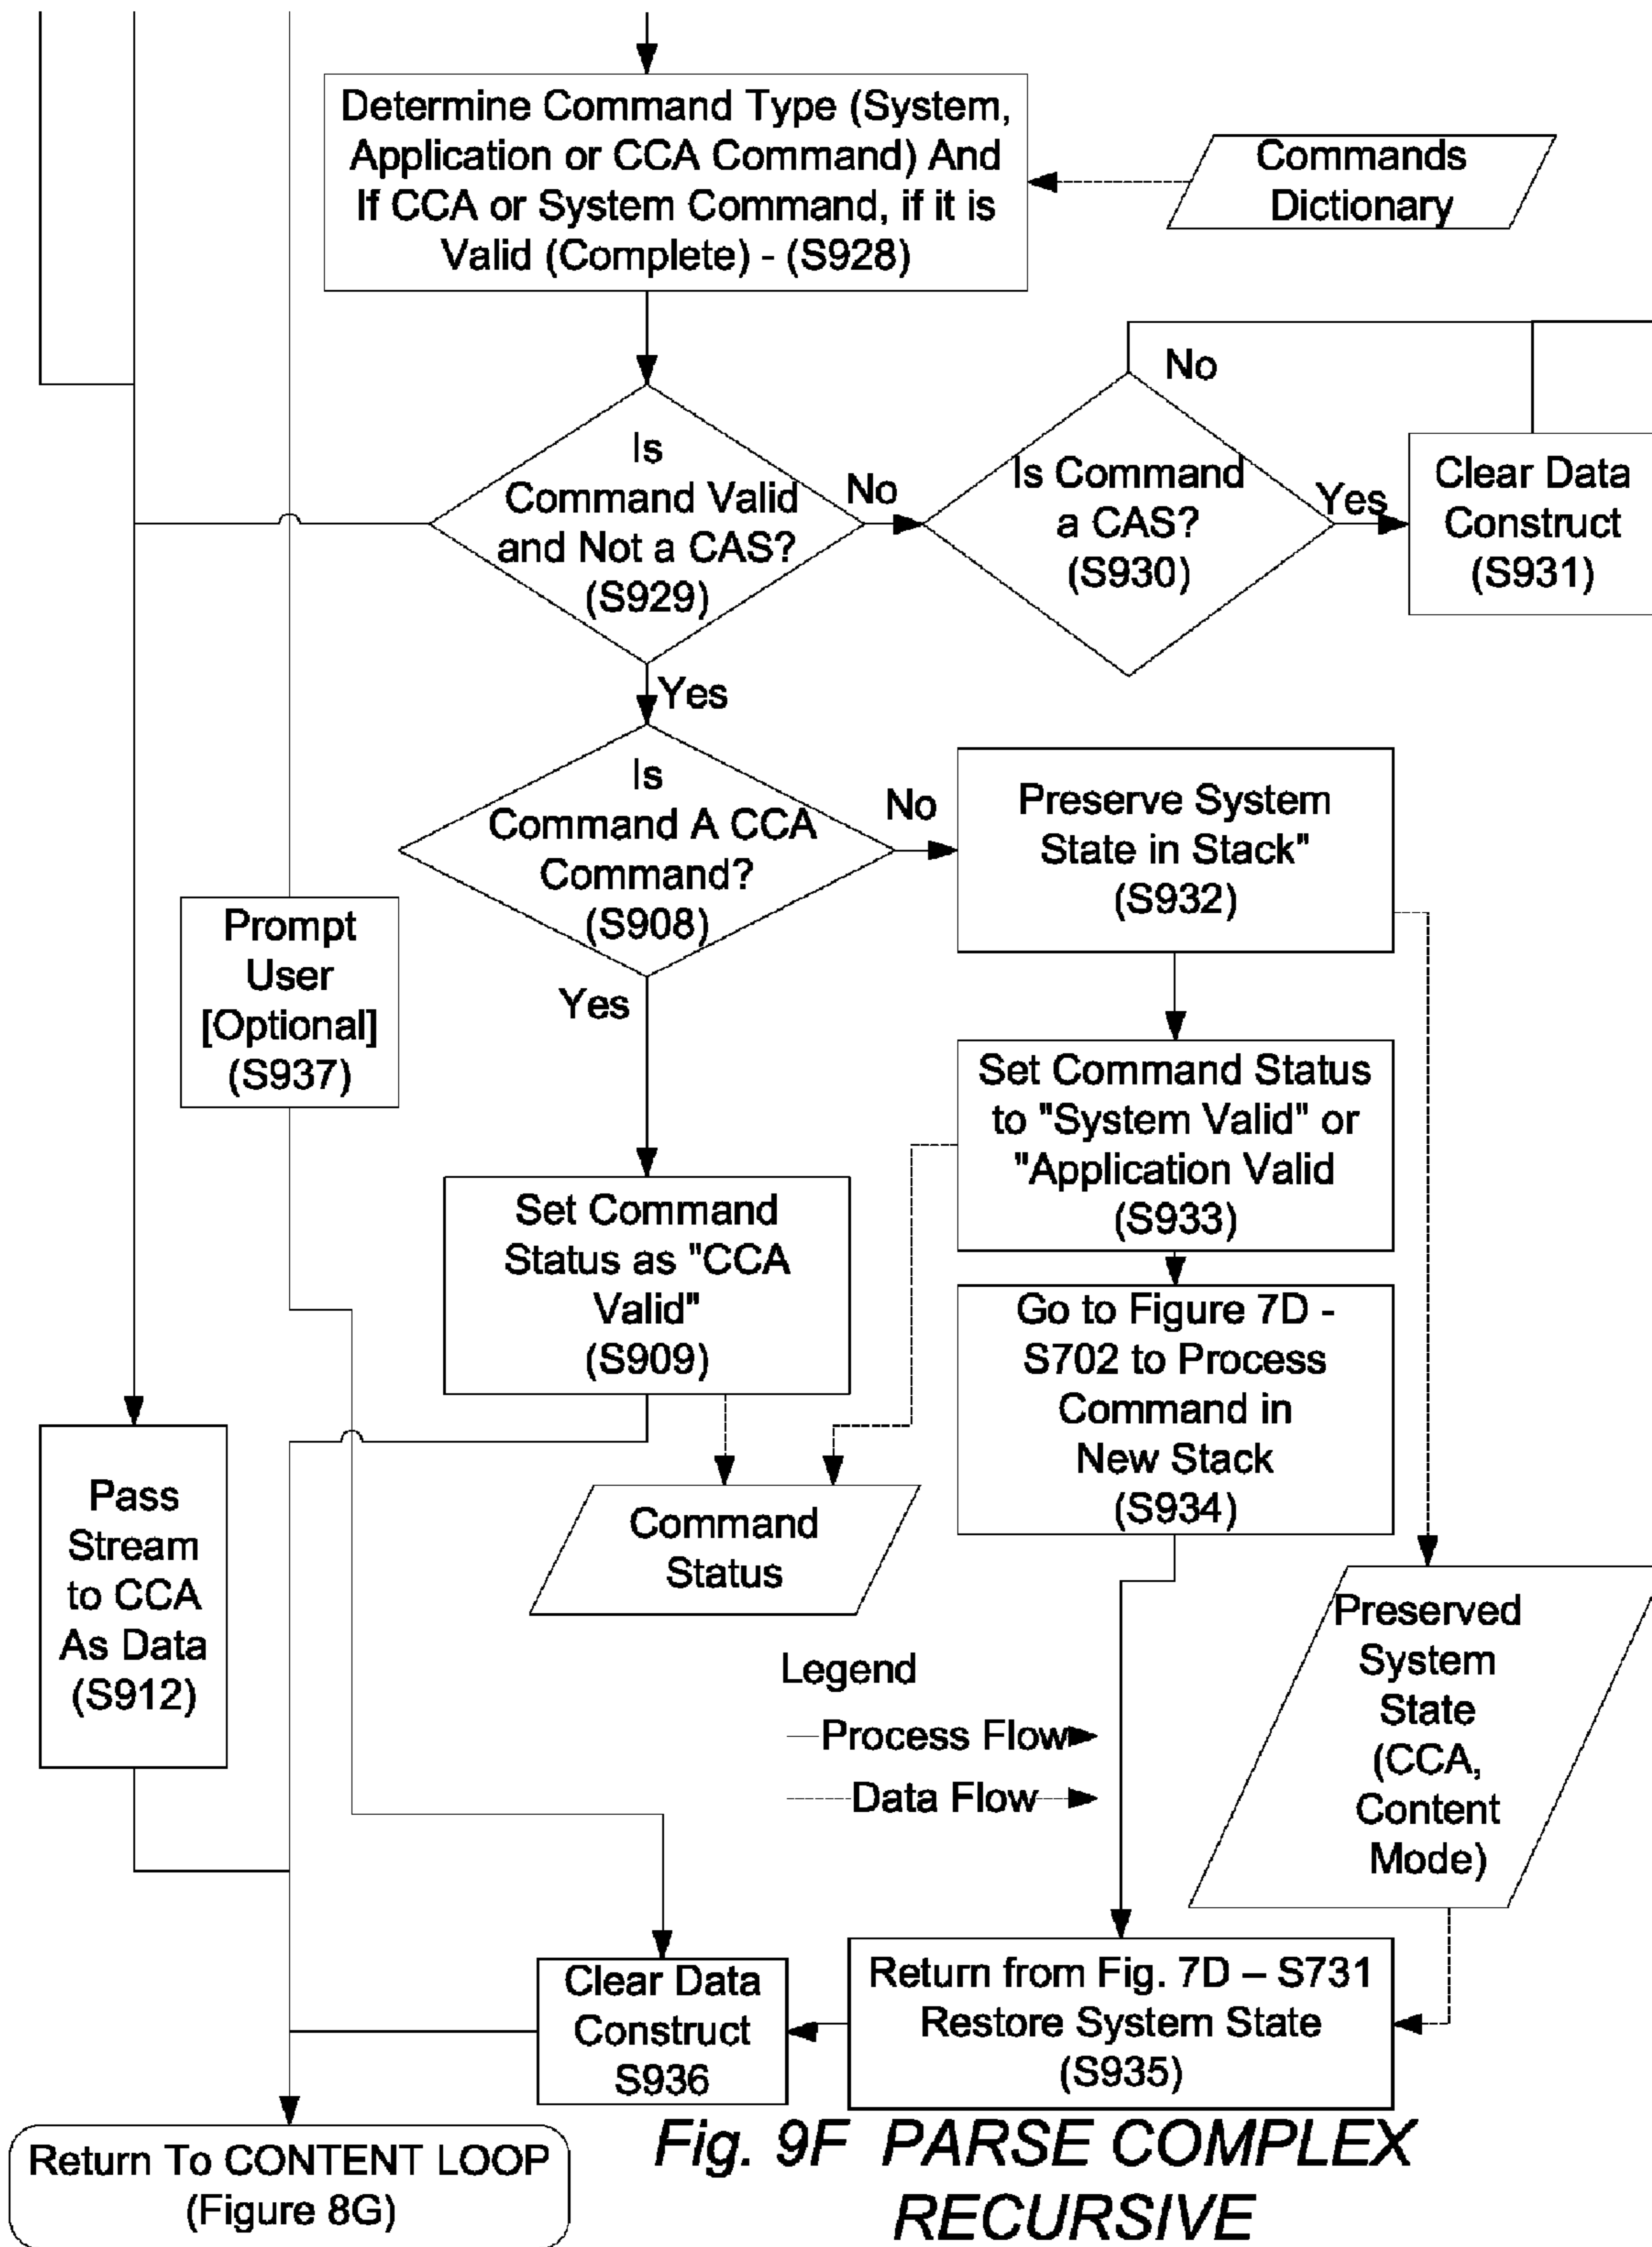 Determine Command Type (System,
Application or CCA Command) And
If CCA or System Command, if it is
Valid (Complete) - (S928)
Commands
Dictionary
Is
Command Valid
and Not a CAS?
(S929)
No
Is Command
a CAS?
(S930)
No
Yes
Clear Data
Construct
(S931)
Yes
Is
Command A CCA
Command?
(S908)
No
Preserve System
State in Stack"
(S932)
Prompt
User
[Optional]
(S937)
Yes
Set Command Status
to "System Valid" or
"Application Valid
(S933)
Set Command
Status as "CCA
Valid"
(S909)
Go to Figure 7D -
S702 to Process
Command in
New Stack
(S934)
Pass
Stream
to CCA
As Data
(S912)
Command
Status
Preserved
System
State
(CCA,
Content
Mode)
Legend
Process Flow
Data Flow
Clear Data
Construct
S936
Return from Fig. 7D – S731
Restore System State
(S935)
Return To CONTENT LOOP
(Figure 8G)
Fig. 9F PARSE COMPLEX
RECURSIVE